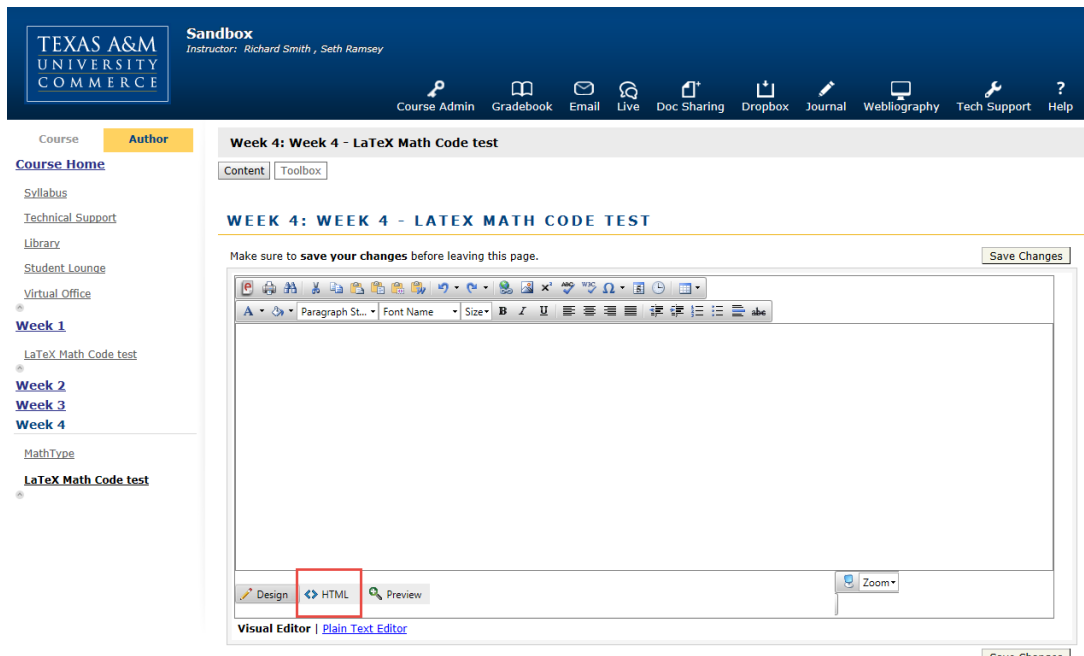 TEXAS A&M
UNIVERSITY
COMMERCE
Sandbox
Instructor: Richard Smith , Seth Ramsey
Course Admin Gradebook Email Live Doc Sharing Dropbox Journal Webliography Tech Support ? Help
Course Author
Course Home
Syllabus
Technical Support
Library
Student Lounge
Virtual Office
Week 1
LaTeX Math Code test
Week 2
Week 3
Week 4
MathType
LaTeX Math Code test
Week 4: Week 4 - LaTeX Math Code test
Content Toolbox
WEEK 4: WEEK 4 - LATEX MATH CODE TEST
Make sure to save your changes before leaving this page. Save Changes
A Paragraph St... Font Name Size B I U abc
Design <> HTML Preview Zoom
Visual Editor | Plain Text Editor
Save Changes